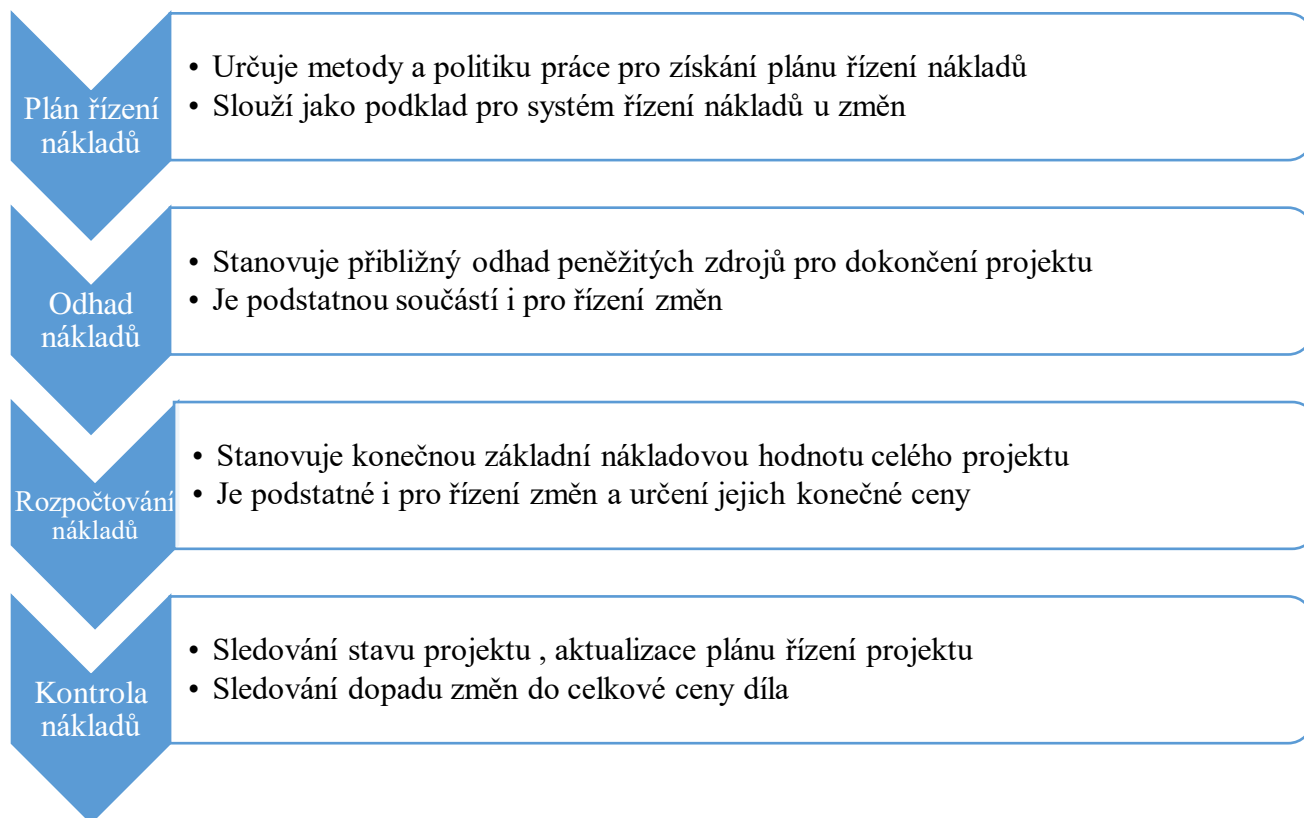 Plán řízení
nákladů
• Určuje metody a politiku práce pro získání plánu řízení nákladů
• Slouží jako podklad pro systém řízení nákladů u změn
Odhad
nákladů
• Stanovuje přibližný odhad peněžitých zdrojů pro dokončení projektu
• Je podstatnou součástí i pro řízení změn
Rozpočtování
nákladů
• Stanovuje konečnou základní nákladovou hodnotu celého projektu
• Je podstatné i pro řízení změn a určení jejich konečné ceny
Kontrola
nákladů
• Sledování stavu projektu , aktualizace plánu řízení projektu
• Sledování dopadu změn do celkové ceny díla